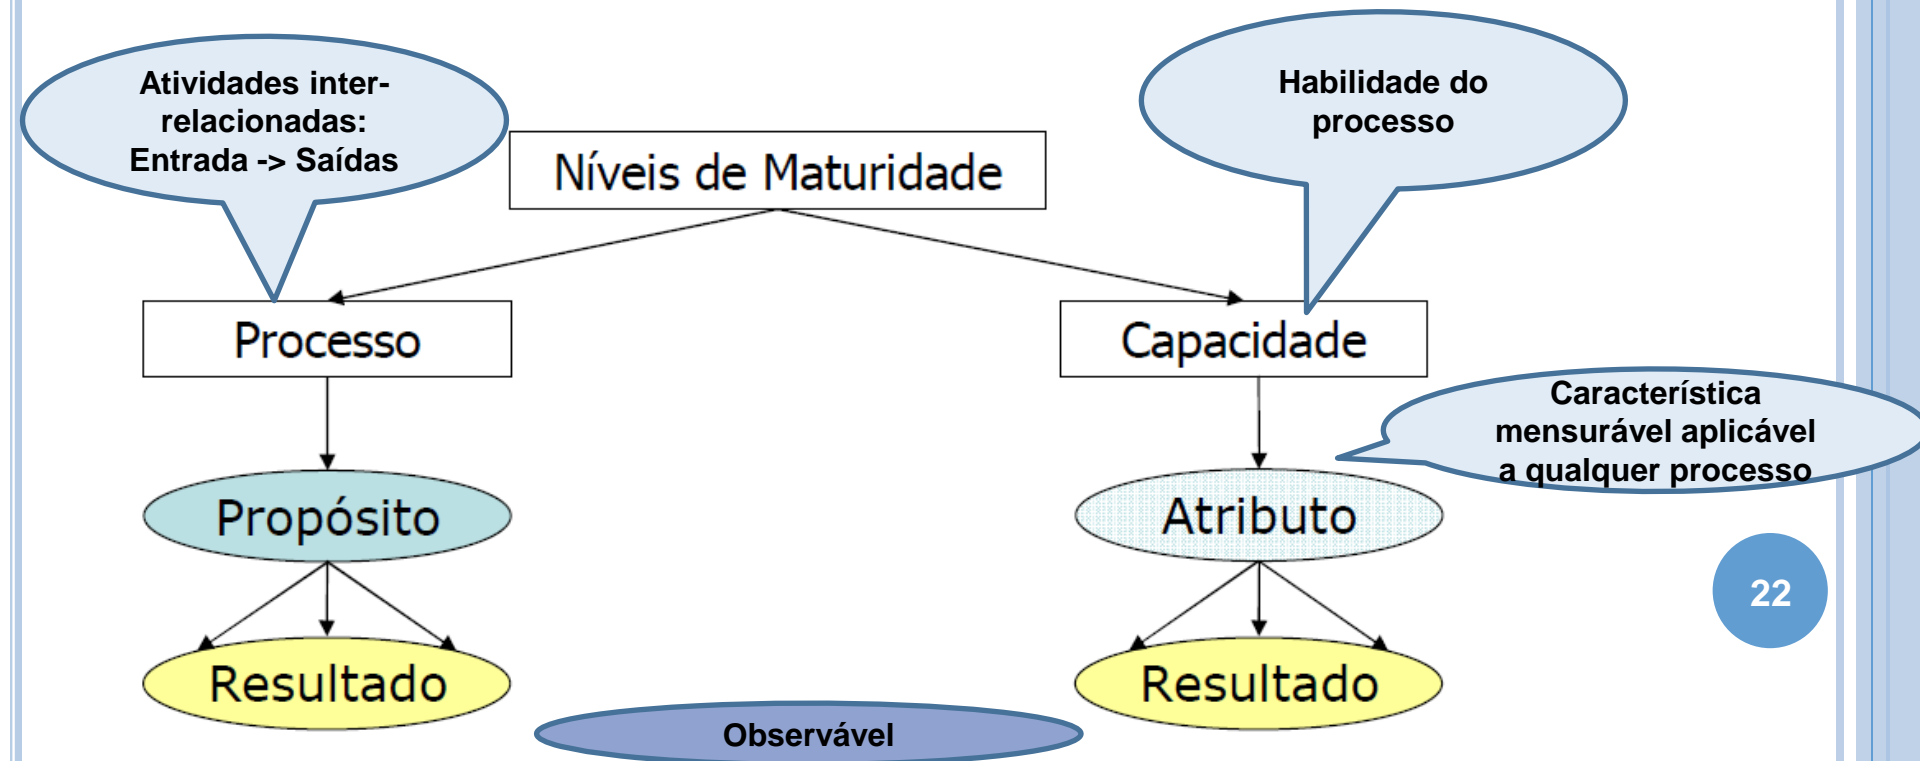 Atividades inter-
relacionadas:
Entrada -> Saídas
Habilidade do
processo
Níveis de Maturidade
Processo
Capacidade
Característica
mensurável aplicável
a qualquer processo
Propósito
Atributo
22
Resultado
Resultado
Observável